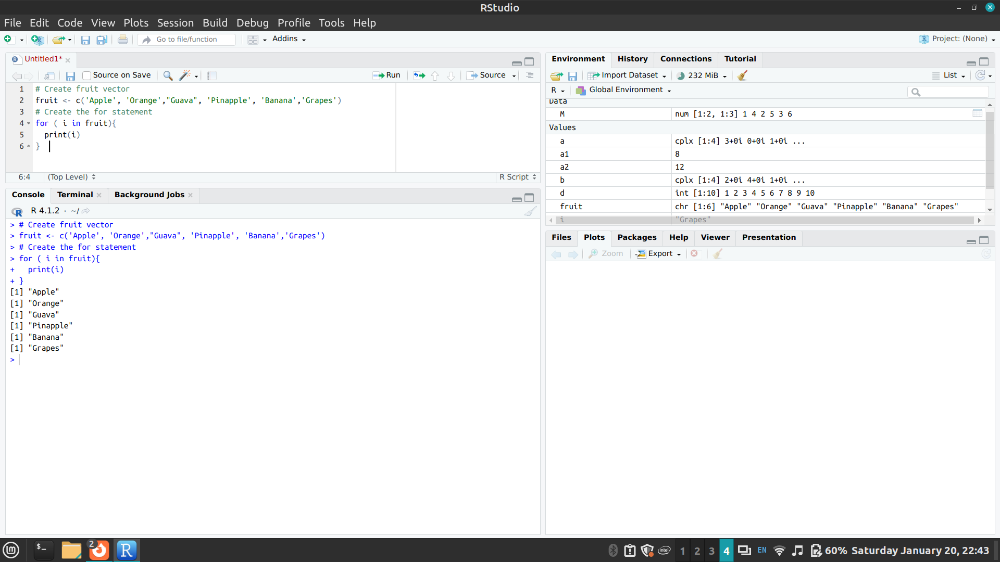 RStudio
File Edit Code View Plots Session Build Debug Profile Tools Help
Go to file/function Addins Project: (None)
Untitled1*
Source on Save Run Source
1 # Create fruit vector
2 fruit <- c('Apple', 'Orange',"Guava", 'Pinapple', 'Banana','Grapes')
3 # Create the for statement
4 for ( i in fruit){
5 print(i)
6 }
6:4 (Top Level) R Script
Console Terminal Background Jobs
R 4.1.2 · ~/
> # Create fruit vector
> fruit <- c('Apple', 'Orange',"Guava", 'Pinapple', 'Banana','Grapes')
> # Create the for statement
> for ( i in fruit){
+ print(i)
+ }
[1] "Apple"
[1] "Orange"
[1] "Guava"
[1] "Pinapple"
[1] "Banana"
[1] "Grapes"
>
Environment History Connections Tutorial
Import Dataset 232 MiB List
R Global Environment
Data
M num [1:2, 1:3] 1 4 2 5 3 6
Values
a cplx [1:4] 3+0i 0+0i 1+0i ...
a1 8
a2 12
b cplx [1:4] 2+0i 4+0i 1+0i ...
d int [1:10] 1 2 3 4 5 6 7 8 9 10
fruit chr [1:6] "Apple" "Orange" "Guava" "Pinapple" "Banana" "Grapes"
i "Grapes"
Files Plots Packages Help Viewer Presentation
Zoom Export
$_ 2 R intel 1 2 3 4 EN 60% Saturday January 20, 22:43